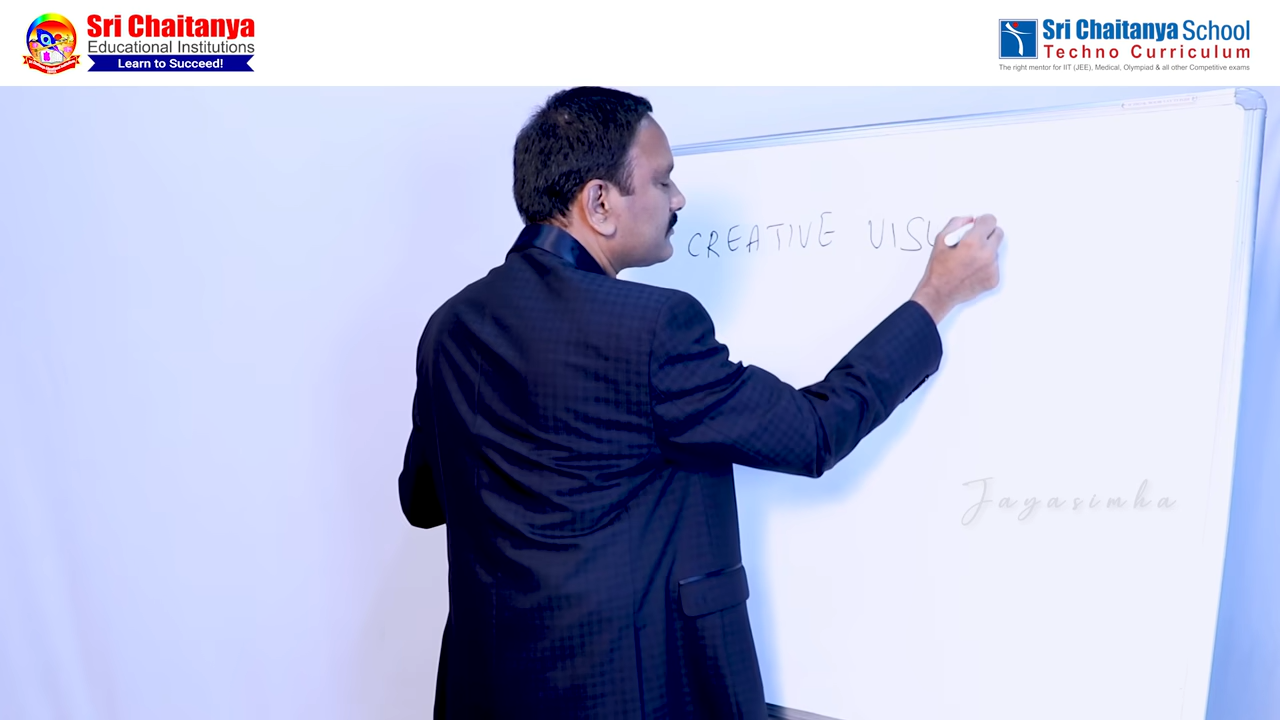 Sri Chaitanya
Educational Institutions
Learn to Succeed!
Sri Chaitanya School
Techno Curriculum
The right mentor for IIT (JEE), Medical, Olympiad & all other Competitive exams
CREATIVE VISU
Jayasimha